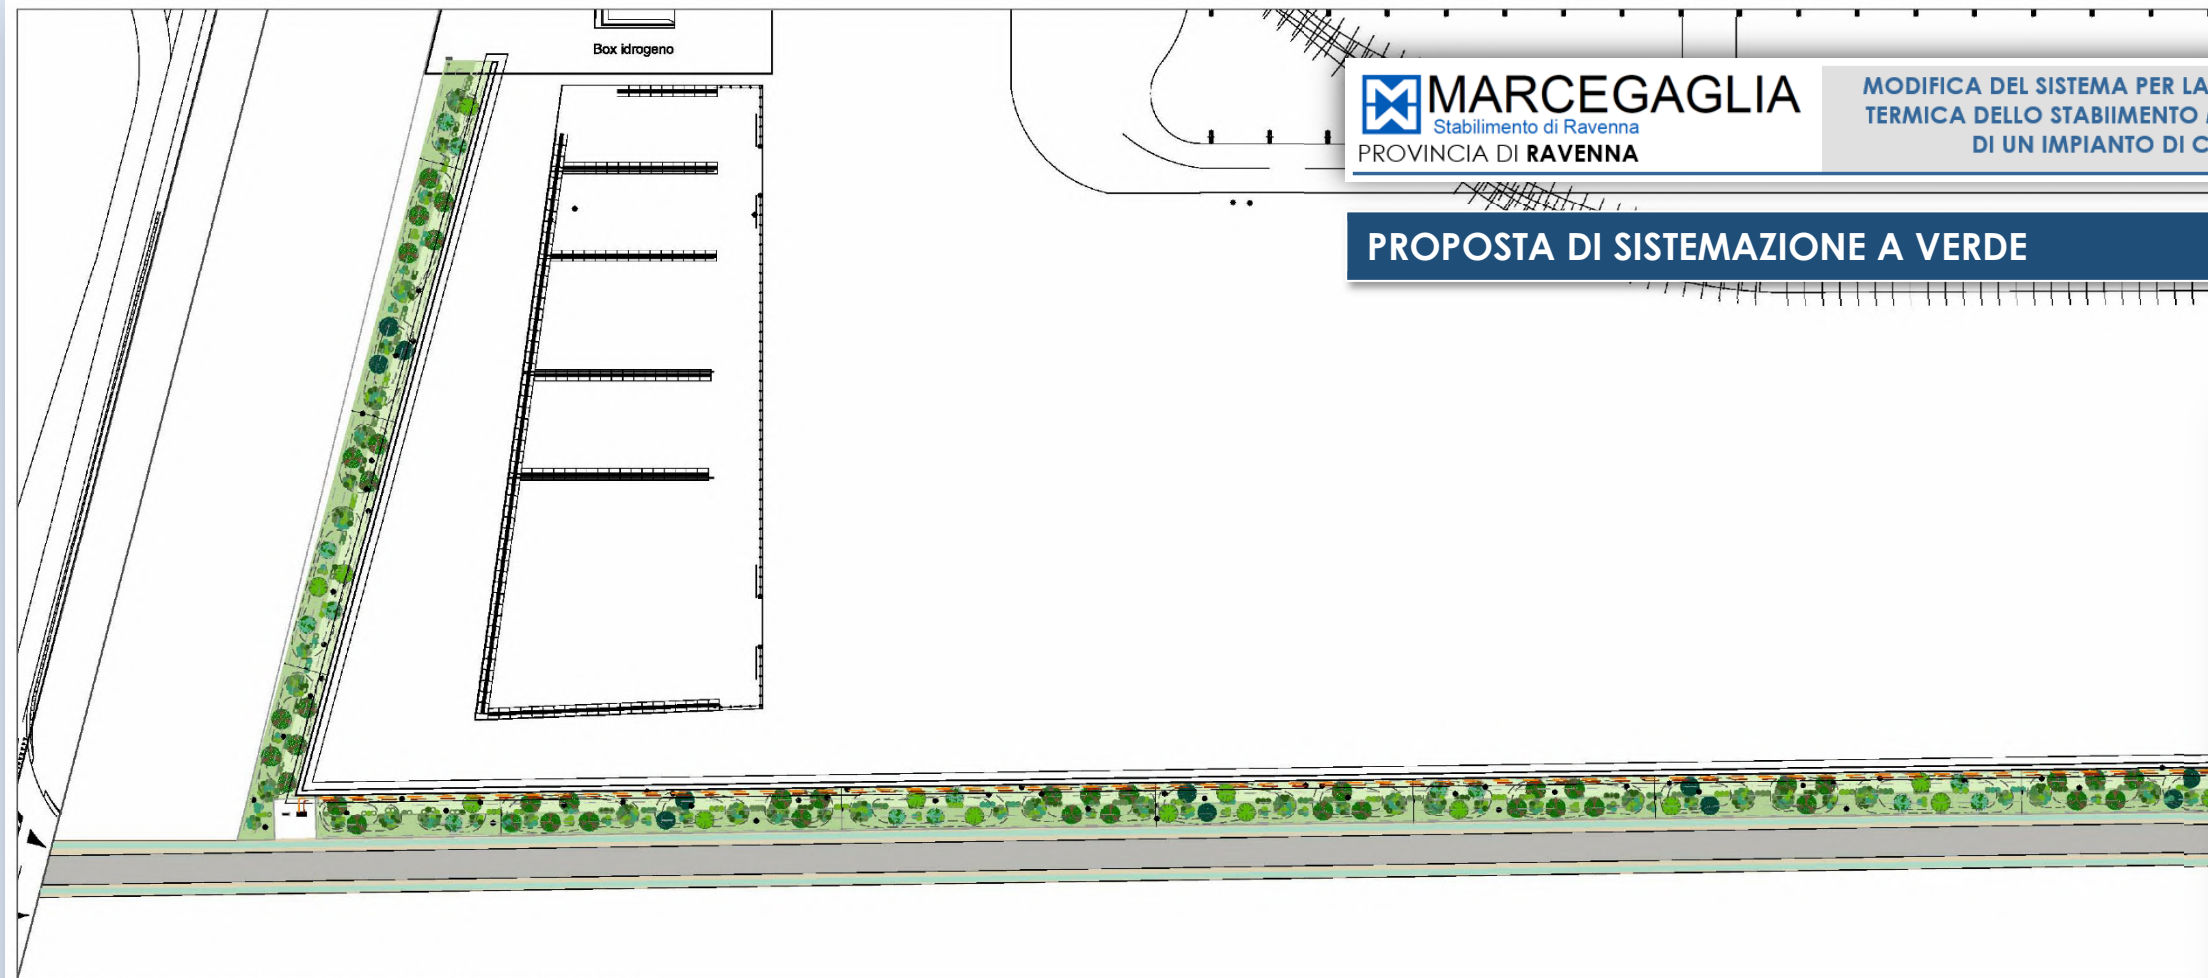 Box idrogeno
MARCEGAGLIA
Stabilimento di Ravenna
PROVINCIA DI RAVENNA
MODIFICA DEL SISTEMA PER LA
TERMICA DELLO STABIIMENTO
DI UN IMPIANTO DI C
PROPOSTA DI SISTEMAZIONE A VERDE